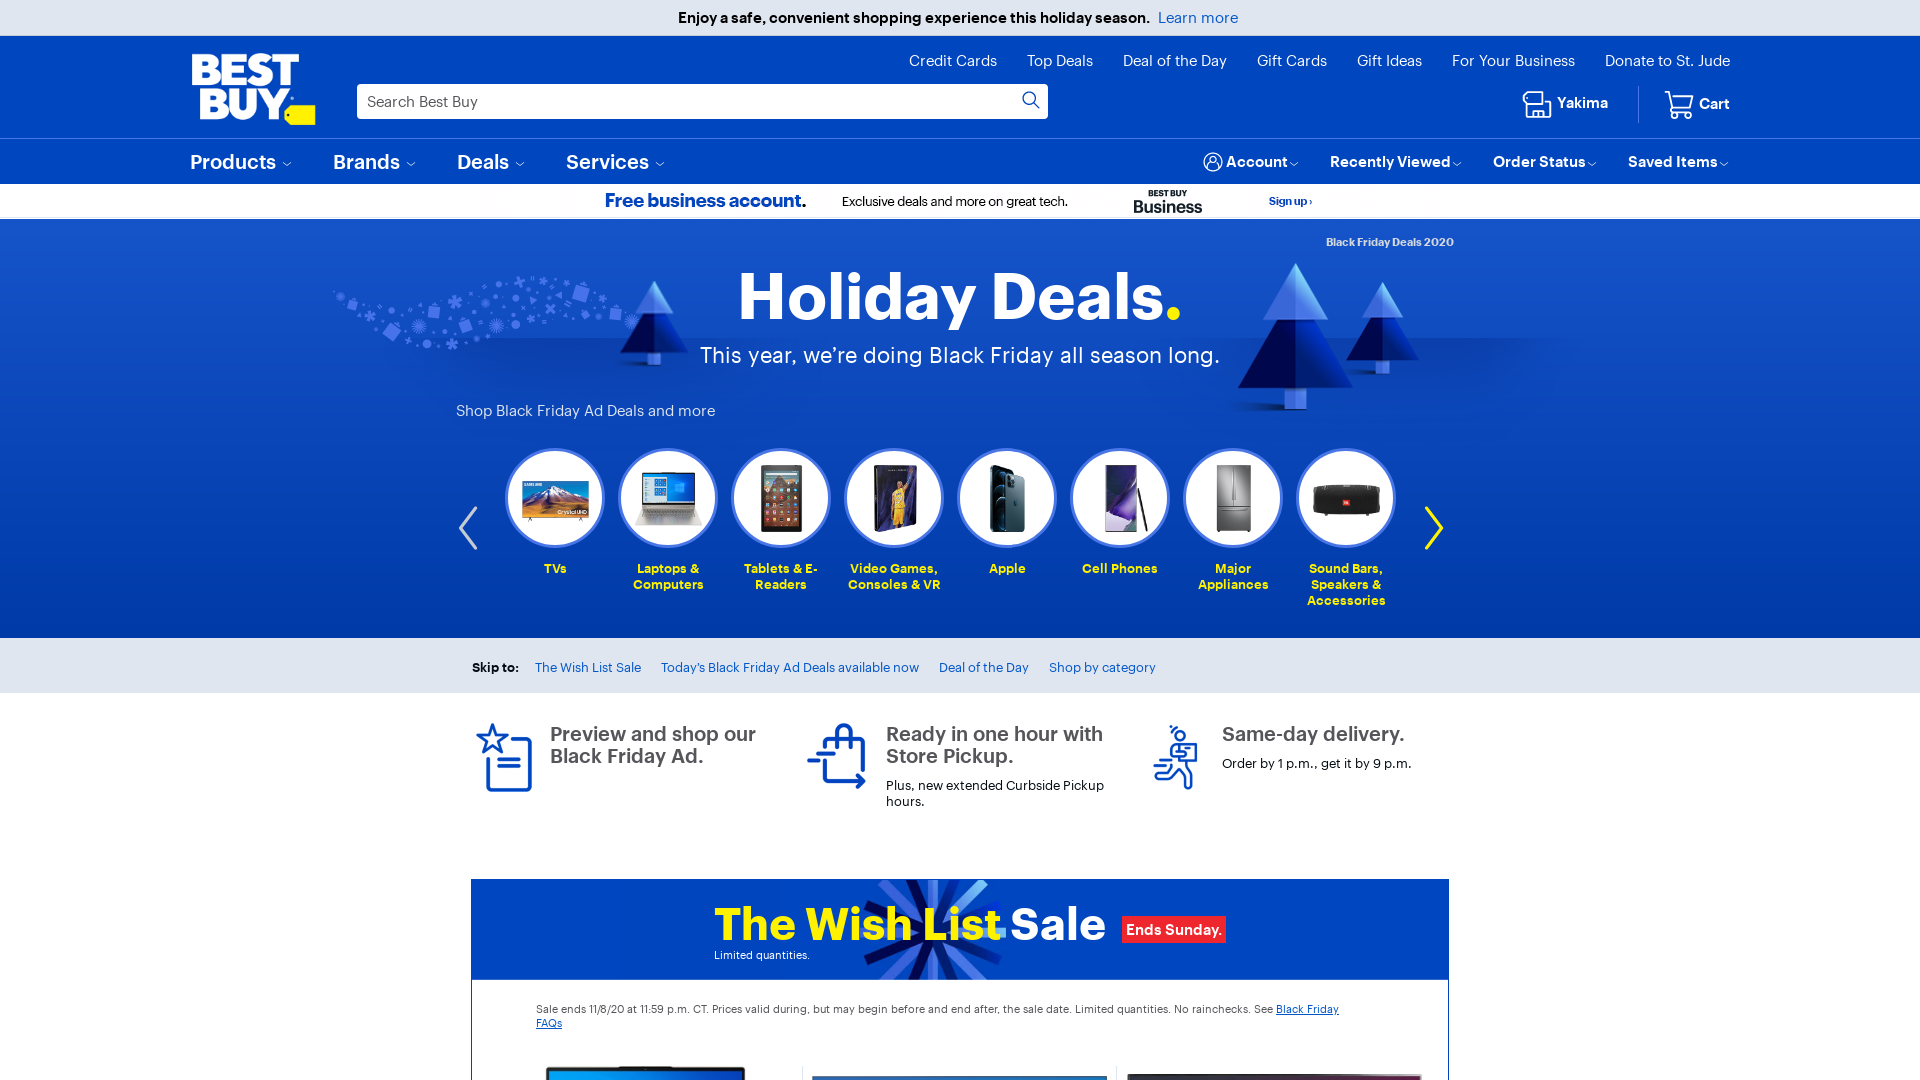 Enjoy a safe, convenient shopping experience this holiday season. Learn more
BEST BUY
Credit Cards Top Deals Deal of the Day Gift Cards Gift Ideas For Your Business Donate to St. Jude
Search Best Buy
Yakima
Cart
Products Brands Deals Services
Account Recently Viewed Order Status Saved Items
Free business account. Exclusive deals and more on great tech. BEST BUY Business Sign up ›
Black Friday Deals 2020
Holiday Deals.
This year, we’re doing Black Friday all season long.
Shop Black Friday Ad Deals and more
SAMSUNG
Crystal UHD
JBL
TVs
Laptops &
Computers
Tablets & E-
Readers
Video Games,
Consoles & VR
Apple
Cell Phones
Major
Appliances
Sound Bars,
Speakers &
Accessories
Skip to: The Wish List Sale Today’s Black Friday Ad Deals available now Deal of the Day Shop by category
Preview and shop our
Black Friday Ad.
Ready in one hour with
Store Pickup.
Plus, new extended Curbside Pickup
hours.
Same-day delivery.
Order by 1 p.m., get it by 9 p.m.
The Wish List Sale
Ends Sunday.
Limited quantities.
Sale ends 11/8/20 at 11:59 p.m. CT. Prices valid during, but may begin before and end after, the sale date. Limited quantities. No rainchecks. See Black Friday
FAQs